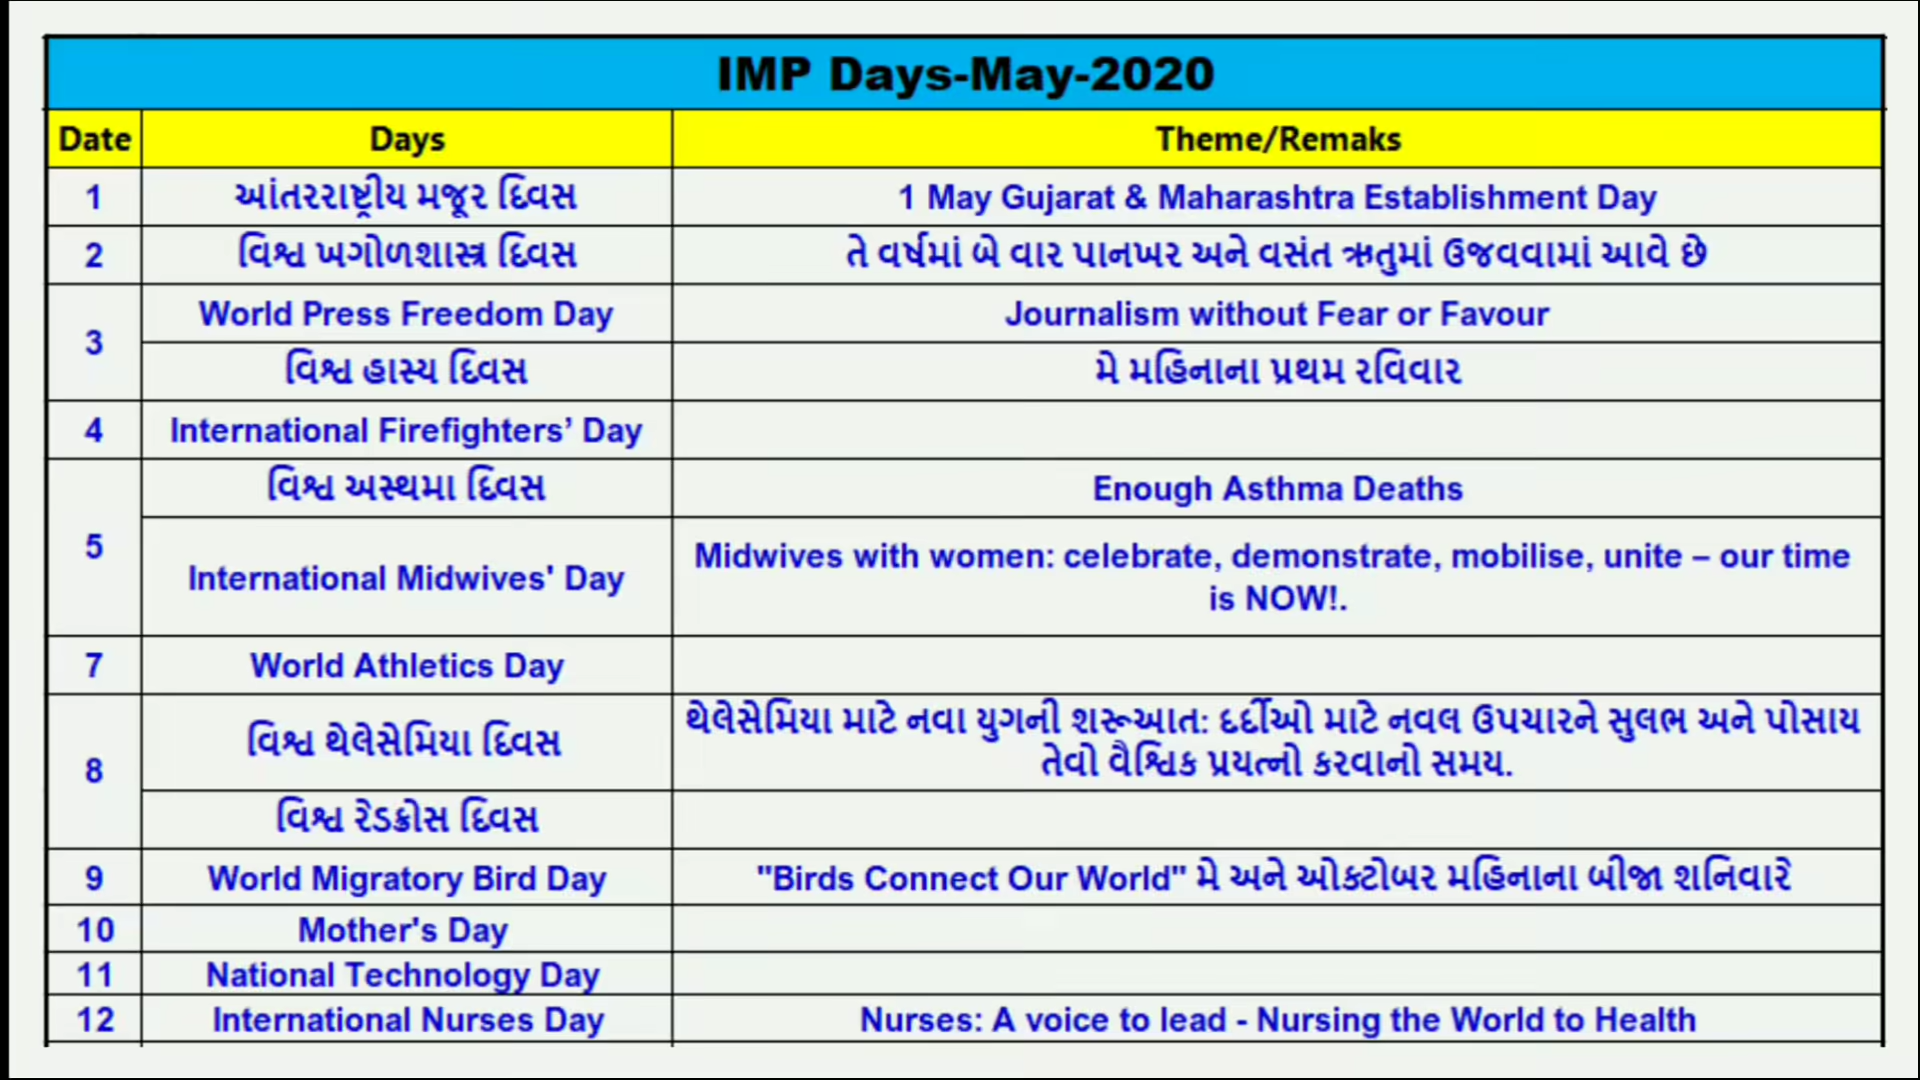 IMP Days-May-2020
Date Days Theme/Remaks
1 આંતરરાષ્ટ્રીય મજૂર દિવસ 1 May Gujarat & Maharashtra Establishment Day
2 વિશ્વ ખગોળશાસ્ત્ર દિવસ તે વર્ષમાં બે વાર પાનખર અને વસંત ઋતુમાં ઉજવવામાં આવે છે
3 World Press Freedom Day Journalism without Fear or Favour
વિશ્વ હાસ્ય દિવસ મે મહિનાના પ્રથમ રવિવાર
4 International Firefighters’ Day
5 વિશ્વ અસ્થમા દિવસ Enough Asthma Deaths
International Midwives' Day Midwives with women: celebrate, demonstrate, mobilise, unite – our time
is NOW!.
7 World Athletics Day
8 વિશ્વ થેલેસેમિયા દિવસ થેલેસેમિયા માટે નવા યુગની શરૂઆત: દર્દીઓ માટે નવલ ઉપચારને સુલભ અને પોસાય
તેવો વૈશ્વિક પ્રયત્નો કરવાનો સમય.
વિશ્વ રેડક્રોસ દિવસ
9 World Migratory Bird Day "Birds Connect Our World" મે અને ઓક્ટોબર મહિનાના બીજા શનિવારે
10 Mother's Day
11 National Technology Day
12 International Nurses Day Nurses: A voice to lead - Nursing the World to Health